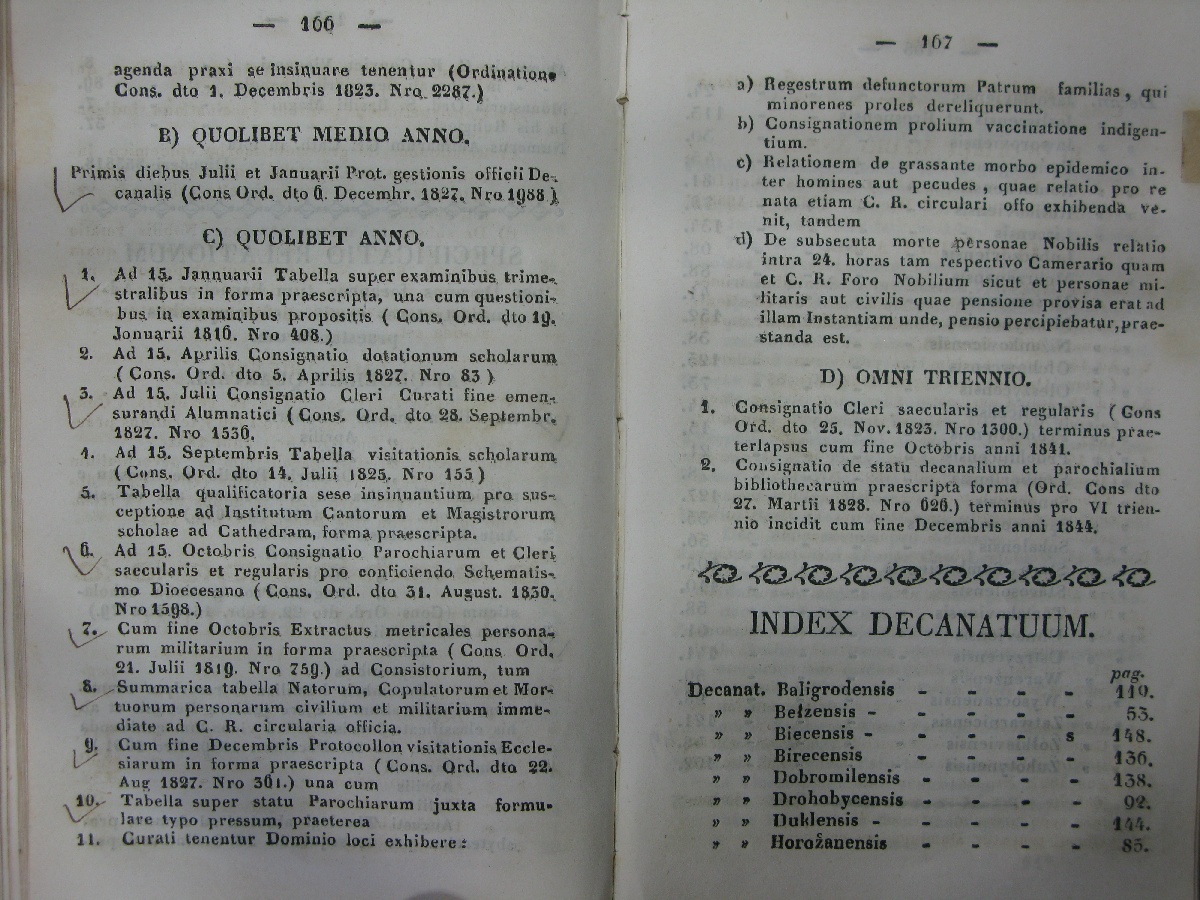 — 166 —
agenda praxi se insinuare tenentur (Ordinatione
Cons. dto 1. Decembris 1823. Nro 2287.)
B) QUOLIBET MEDIO ANNO.
Primis diebus Julii et Januarii Prot. gestionis officii De-
canalis (Cons Ord. dto 6. Decembr. 1827. Nro 1988 )
C) QUOLIBET ANNO.
1. Ad 15. Jannuarii Tabella super examinibus trime-
stralibus in forma praescripta, una cum questioni-
bus in examinibus propositis ( Cons. Ord. dto 19.
Jonuarii 1816. Nro 408.)
2. Ad 15. Aprilis Consignatio dotationum scholarum
( Cons. Ord. dto 5. Aprilis 1827. Nro 83 )
3. Ad 15. Julii Consignatio Cleri Curati fine emen-
surandi Alumnatici ( Cons. Ord. dto 28. Septembr.
1827. Nro 1536.
4. Ad 15. Septembris Tabella visitationis scholarum
( Cons. Ord. dto 14. Julii 1825. Nro 155 )
5. Tabella qualificatoria sese insinuantium pro sus-
ceptione ad Institutum Cantorum et Magistrorum
scholae ad Cathedram, forma praescripta.
6. Ad 15. Octobris Consignatio Parochiarum et Cleri
saecularis et regularis pro conficiendo Schematis-
mo Dioecesano ( Cons. Ord. dto 31. August. 1830.
Nro 1598.)
7. Cum fine Octobris Extractus metricales persona-
rum militarium in forma praescripta ( Cons. Ord.
21. Julii 1819. Nro 759.) ad Consistorium, tum
8. Summarica tabella Natorum, Copulatorum et Mor-
tuorum personarum civilium et militarium imme-
diate ad C. R. circularia officia.
9. Cum fine Decembris Protocollon visitationis Eccle-
siarum in forma praescripta ( Cons. Ord. dto 22.
Aug 1827. Nro 361.) una cum
10. Tabella super statu Parochiarum juxta formu-
lare typo pressum, praeterea
11. Curati tenentur Dominio loci exhibere :
— 167 —
a) Regestrum defunctorum Patrum familias, qui
minorenes proles dereliquerunt.
b) Consignationem prolium vaccinatione indigen-
tium.
c) Relationem de grassante morbo epidemico in-
ter homines aut pecudes , quae relatio pro re
nata etiam C. R. circulari offo exhibenda ve-
nit, tandem
d) De subsecuta morte personae Nobilis relatio
intra 24. horas tam respectivo Camerario quam
et C. R. Foro Nobilium sicut et personae mi-
litaris aut civilis quae pensione provisa erat ad
illam Instantiam unde, pensio percipiebatur, prae-
standa est.
D) OMNI TRIENNIO.
1. Consignatio Cleri saecularis et regularis ( Cons
Ord. dto 25. Nov. 1823. Nro 1300.) terminus prae-
terlapsus cum fine Octobris anni 1841.
2. Consignatio de statu decanalium et parochialium
bibliothecarum praescripta forma (Ord. Cons dto
27. Martii 1828. Nro 626.) terminus pro VI trien-
nio incidit cum fine Decembris anni 1844.
INDEX DECANATUUM.
pag.
Decanat. Baligrodensis - - - - 110.
» » Bełzensis - - - - - 53.
» » Biecensis - - - - s 148.
» » Birecensis - - - - 136.
» » Dobromilensis - - - - 138.
» » Drohobycensis - - - - 92.
» » Duklensis - - - - - 144.
» » Horożanensis - - - - 85.